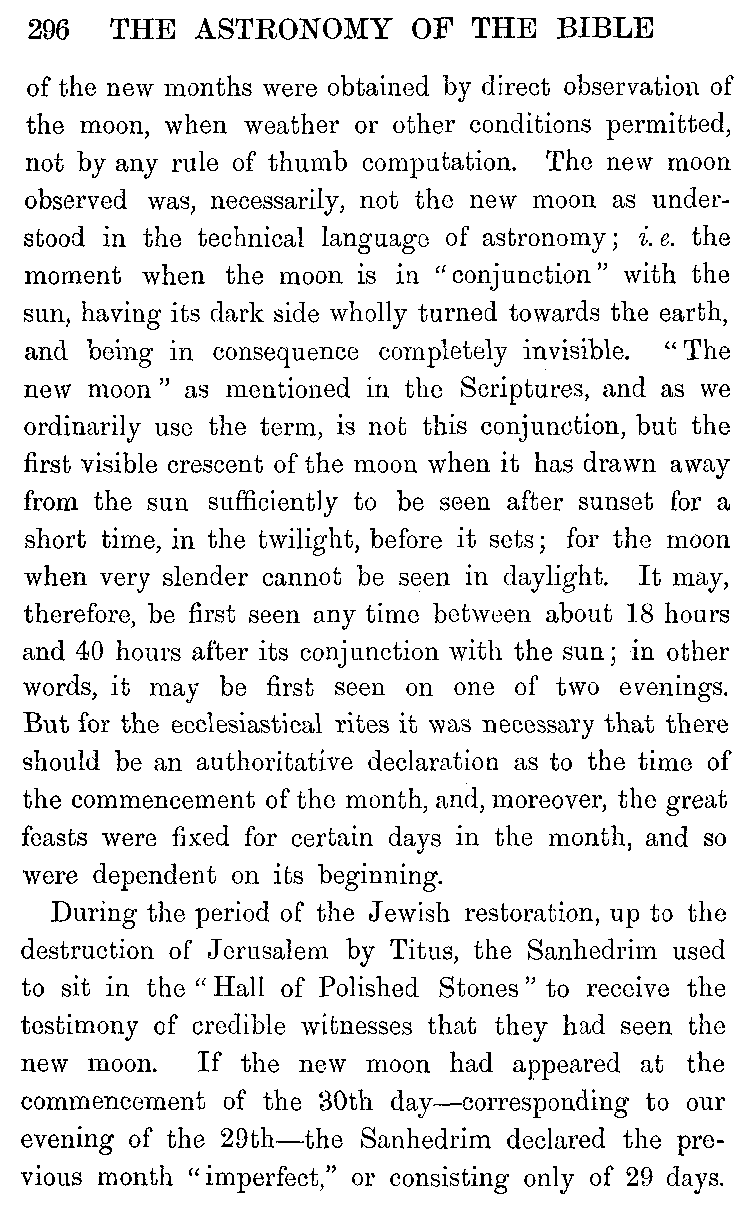 296 THE ASTRONOMY OF THE BIBLE
of the new months were obtained by direct observation of
the moon, when weather or other conditions permitted,
not by any rule of thumb computation. The new moon
observed was, necessarily, not the new moon as under-
stood in the technical language of astronomy; i. e. the
moment when the moon is in “conjunction” with the
sun, having its dark side wholly turned towards the earth,
and being in consequence completely invisible. “The
new moon” as mentioned in the Scriptures, and as we
ordinarily use the term, is not this conjunction, but the
first visible crescent of the moon when it has drawn away
from the sun sufficiently to be seen after sunset for a
short time, in the twilight, before it sets; for the moon
when very slender cannot be seen in daylight. It may,
therefore, be first seen any time between about 18 hours
and 40 hours after its conjunction with the sun; in other
words, it may be first seen on one of two evenings.
But for the ecclesiastical rites it was necessary that there
should be an authoritative declaration as to the time of
the commencement of the month, and, moreover, the great
feasts were fixed for certain days in the month, and so
were dependent on its beginning.
During the period of the Jewish restoration, up to the
destruction of Jerusalem by Titus, the Sanhedrim used
to sit in the “Hall of Polished Stones” to receive the
testimony of credible witnesses that they had seen the
new moon. If the new moon had appeared at the
commencement of the 30th day—corresponding to our
evening of the 29th—the Sanhedrim declared the pre-
vious month “imperfect,” or consisting only of 29 days.